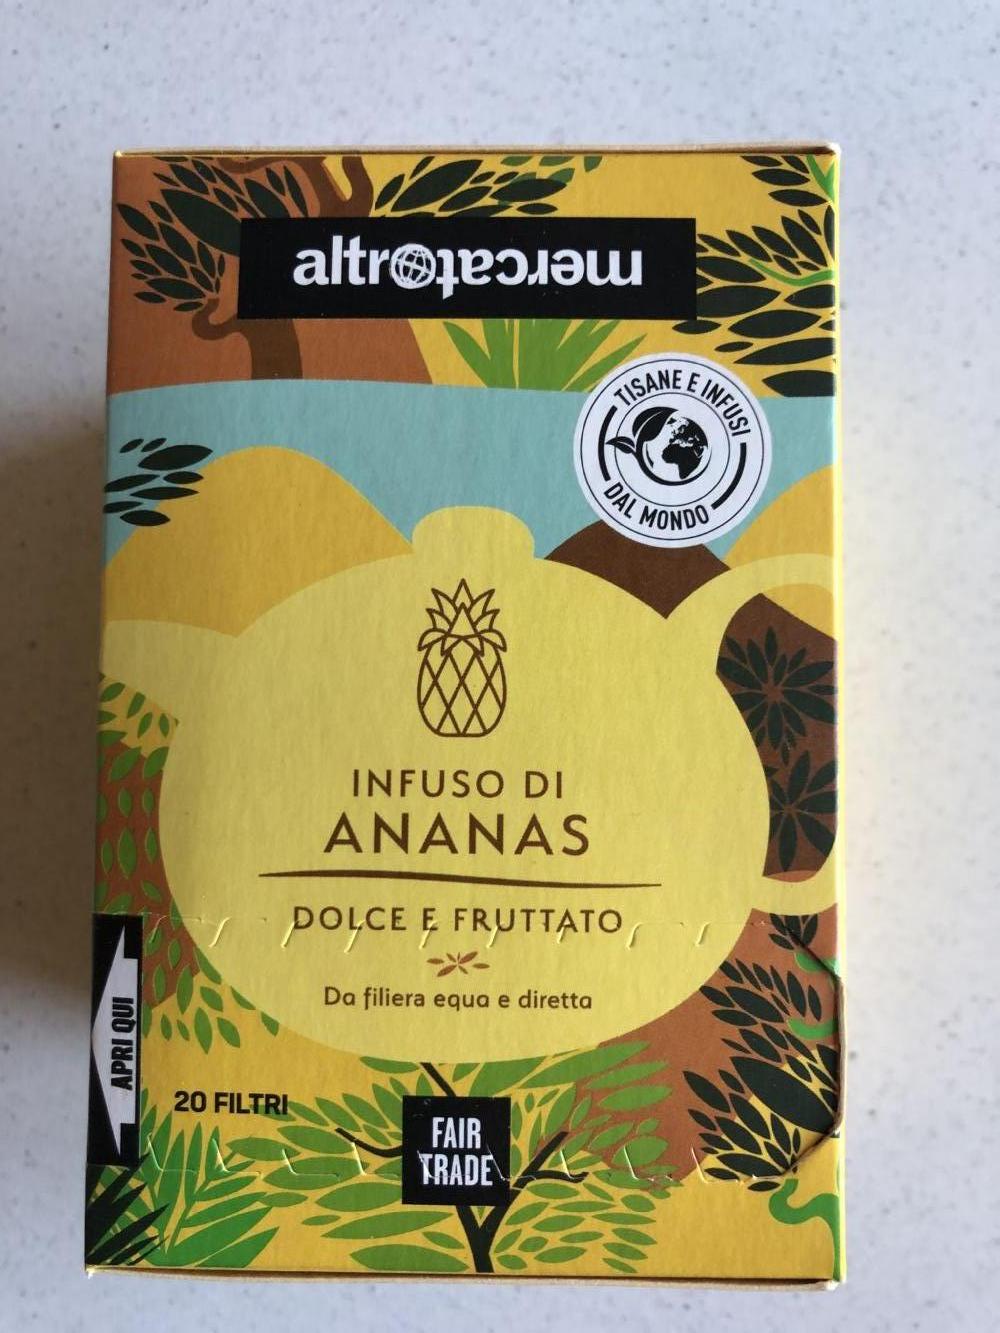 altromercato
TISANE E INFUSI
DAL MONDO
INFUSO DI
ANANAS
DOLCE E FRUTTATO
Da filiera equa e diretta
APRI QUI
20 FILTRI
FAIR
TRADE